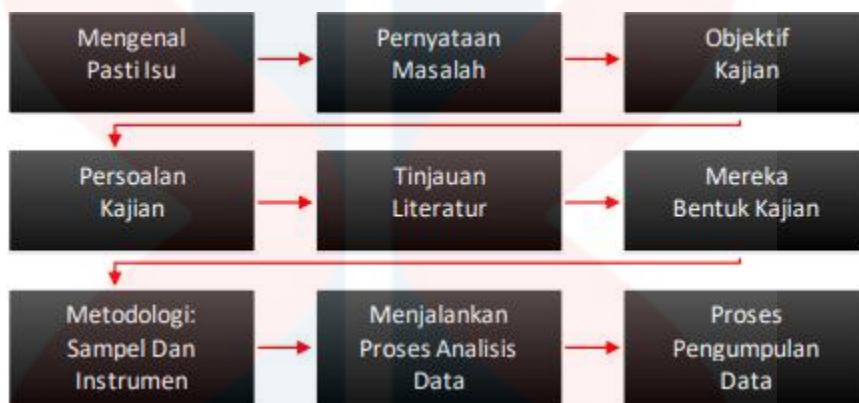 Mengenal
Pasti Isu
Pernyataan
Masalah
Objektif
Kajian
Persoalan
Kajian
Tinjauan
Literatur
Mereka
Bentuk Kajian
Metodologi:
Sampel Dan
Instrumen
Menjalankan
Proses Analisis
Data
Proses
Pengumpulan
Data